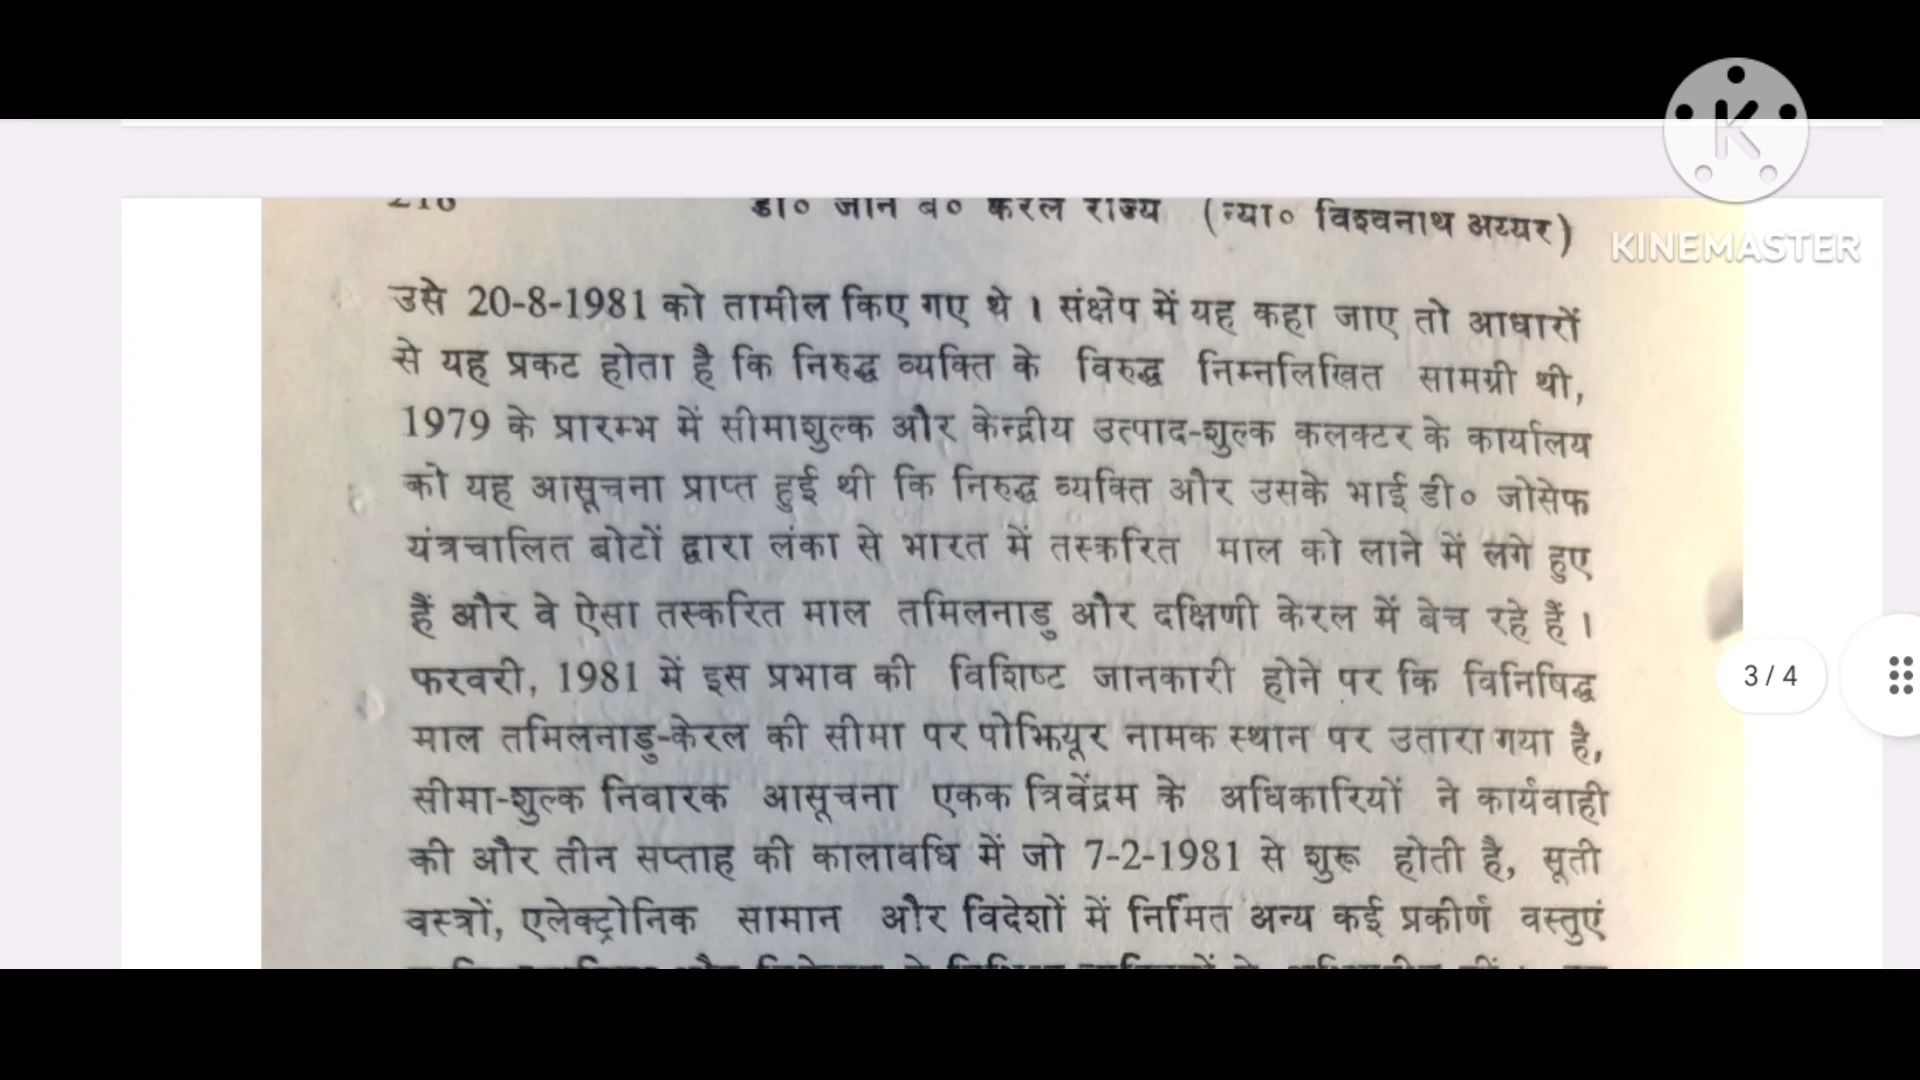 डा० जान ब० केरल राज्य (न्या० विश्वनाथ अय्यर)
KINEMASTER
उसे 20-8-1981 को तामील किए गए थे । संक्षेप में यह कहा जाए तो आधारों
से यह प्रकट होता है कि निरुद्ध व्यक्ति के विरुद्ध निम्नलिखित सामग्री थी,
1979 के प्रारम्भ में सीमाशुल्क और केन्द्रीय उत्पाद-शुल्क कलक्टर के कार्यालय
को यह आसूचना प्राप्त हुई थी कि निरुद्ध व्यक्ति और उसके भाई डी० जोसेफ
यंत्रचालित बोटों द्वारा लंका से भारत में तस्करित माल को लाने में लगे हुए
हैं और वे ऐसा तस्करित माल तमिलनाडु और दक्षिणी केरल में बेच रहे हैं ।
फरवरी, 1981 में इस प्रभाव की विशिष्ट जानकारी होने पर कि विनिषिद्ध
3 / 4
माल तमिलनाडु-केरल की सीमा पर पोझियूर नामक स्थान पर उतारा गया है,
सीमा-शुल्क निवारक आसूचना एकक त्रिवेंद्रम के अधिकारियों ने कार्यवाही
की और तीन सप्ताह की कालावधि में जो 7-2-1981 से शुरू होती है, सूती
वस्त्रों, एलेक्ट्रोनिक सामान और विदेशों में निर्मित अन्य कई प्रकीर्ण वस्तुएं